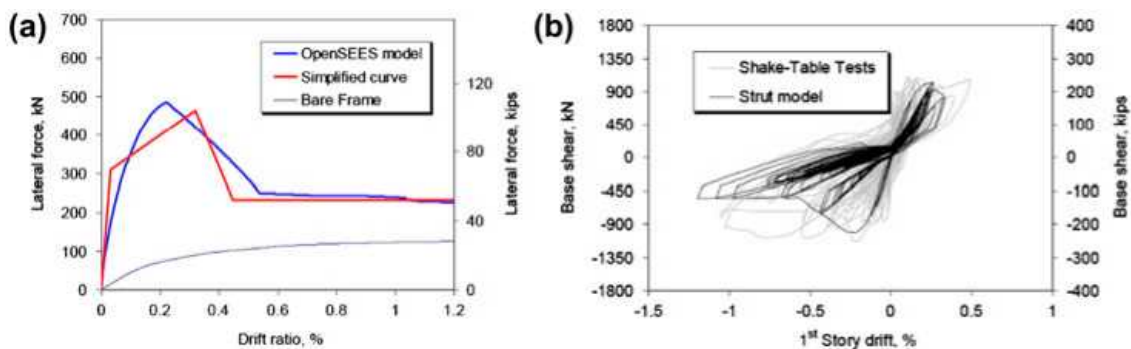 (a)
700
600
500
400
300
200
100
0
Lateral force, kN
OpenSEES model
Simplified curve
Bare Frame
120
80
40
0
Lateral force, kips
0 0.2 0.4 0.6 0.8 1 1.2
Drift ratio, %
(b)
1800
1350
900
450
0
-450
-900
-1350
-1800
Base shear, kN
Shake-Table Tests
Strut model
400
300
200
100
0
-100
-200
-300
-400
Base shear, kips
-1.5 -1 -0.5 0 0.5 1
1st Story drift, %